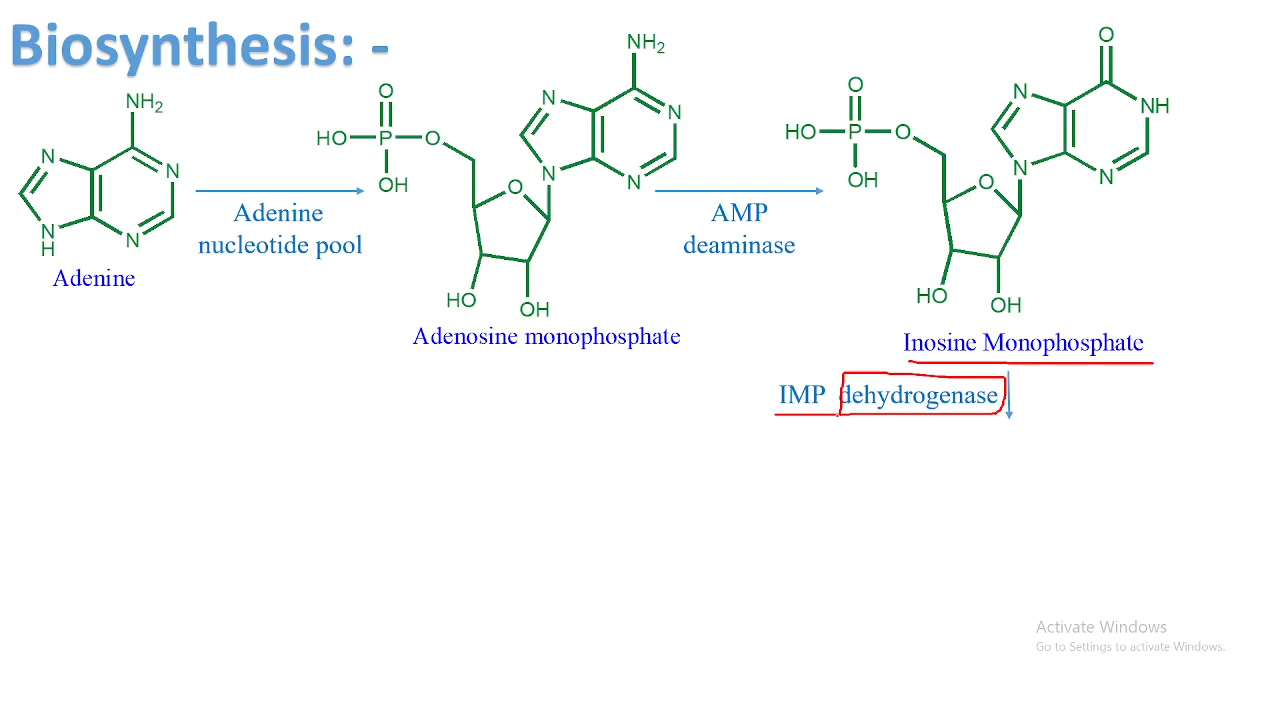 Biosynthesis: -
NH2
N
N
N
H
N
N
Adenine
Adenine
nucleotide pool
O
HO
P
O
OH
NH2
N
N
N
N
O
HO
OH
Adenosine monophosphate
AMP
deaminase
O
HO
P
O
OH
O
N
NH
N
N
O
HO
OH
Inosine Monophosphate
IMP dehydrogenase
Activate Windows
Go to Settings to activate Windows.